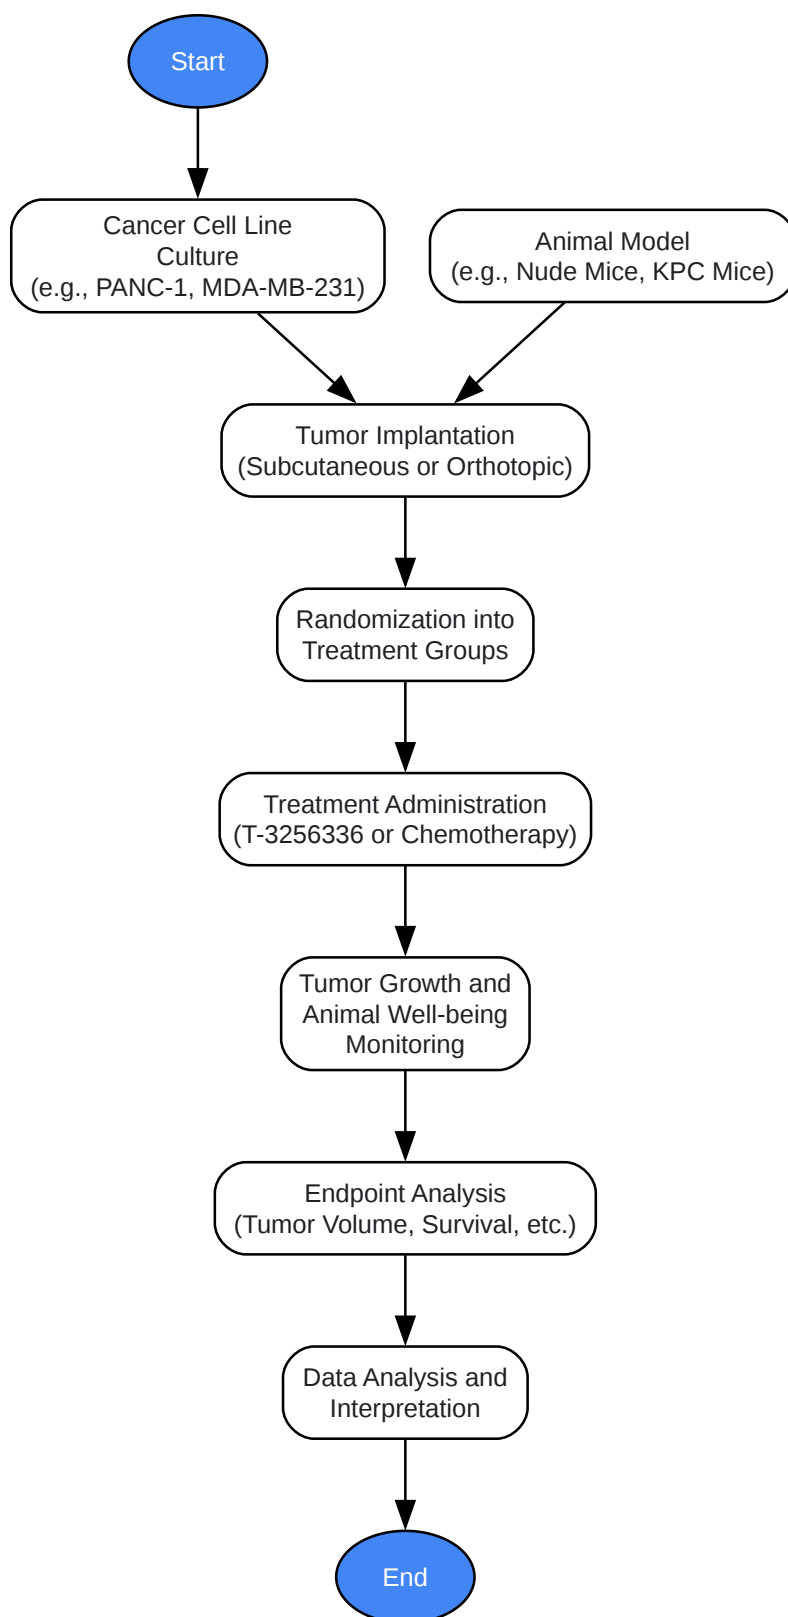 Start
Cancer Cell Line
Culture
(e.g., PANC-1, MDA-MB-231)
Animal Model
(e.g., Nude Mice, KPC Mice)
Tumor Implantation
(Subcutaneous or Orthotopic)
Randomization into
Treatment Groups
Treatment Administration
(T-3256336 or Chemotherapy)
Tumor Growth and
Animal Well-being
Monitoring
Endpoint Analysis
(Tumor Volume, Survival, etc.)
Data Analysis and
Interpretation
End